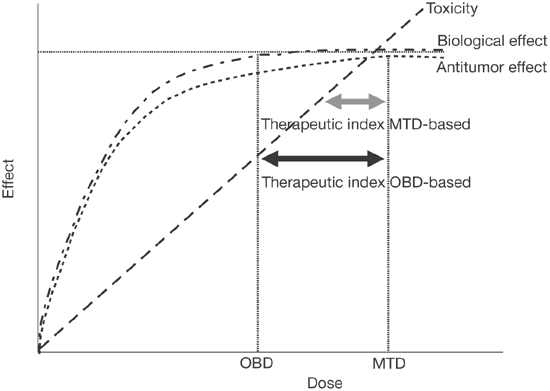 Toxicity
Biological effect
Antitumor effect
Therapeutic index MTD-based
Therapeutic index OBD-based
Effect
OBD
MTD
Dose